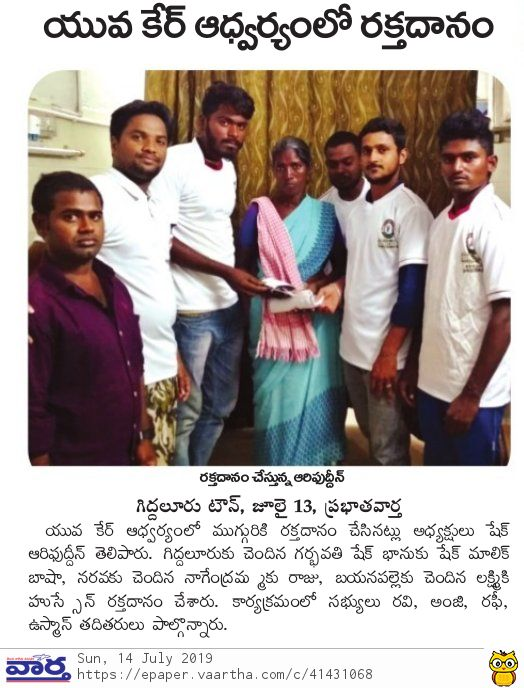 యువ కేర్ ఆధ్వర్యంలో రక్తదానం
రక్తదానం చేస్తున్న ఆరిఫుద్దీన్
గిద్దలూరు టౌన్, జూలై 13, ప్రభాతవార్త
యువ కేర్ ఆధ్వర్యంలో ముగ్గురికి రక్తదానం చేసినట్లు అధ్యక్షులు షేక్
ఆరిఫుద్దీన్ తెలిపారు. గిద్దలూరుకు చెందిన గర్భవతి షేక్ భానుకు షేక్ మాలిక్
బాషా, నరవకు చెందిన నాగేంద్రమ్మకు రాజు, బయనపల్లెకు చెందిన లక్ష్మికి
హుస్సేన్ రక్తదానం చేశారు. కార్యక్రమంలో సభ్యులు రవి, అంజి, రఫీ,
ఉస్మాన్ తదితరులు పాల్గొన్నారు.
వార్త
Sun, 14 July 2019
https://epaper.vaartha.com/c/41431068